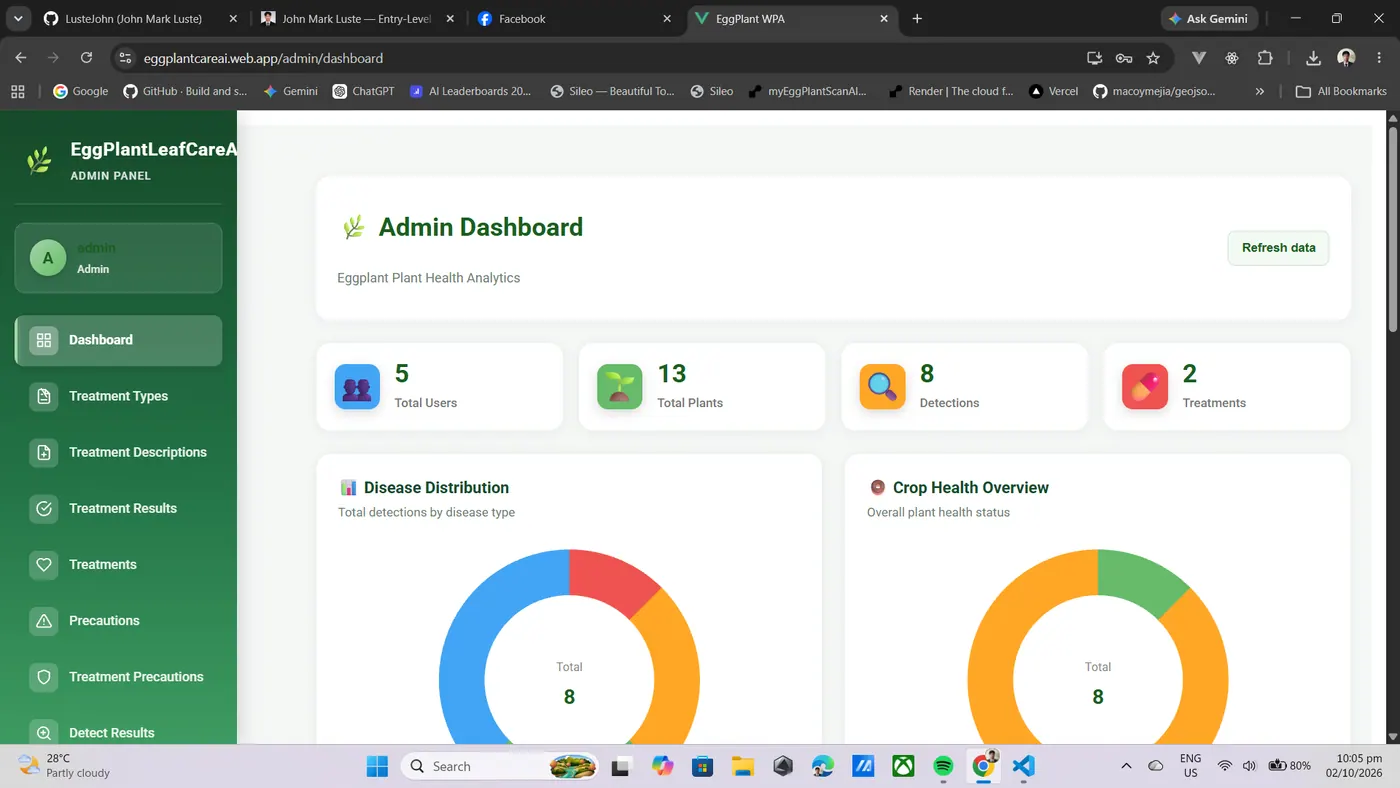 LusteJohn (John Mark Luste)
John Mark Luste — Entry-Level
Facebook
EggPlant WPA
Ask Gemini
eggplantcareai.web.app/admin/dashboard
Google
GitHub · Build and s...
Gemini
ChatGPT
AI Leaderboards 20...
Sileo — Beautiful To...
Sileo
myEggPlantScanAI...
Render | The cloud f...
Vercel
macoymejia/geojso...
All Bookmarks
EggPlantLeafCareA
ADMIN PANEL
A
admin
Admin
Dashboard
Treatment Types
Treatment Descriptions
Treatment Results
Treatments
Precautions
Treatment Precautions
Detect Results
Admin Dashboard
Eggplant Plant Health Analytics
Refresh data
5
Total Users
13
Total Plants
8
Detections
2
Treatments
Disease Distribution
Total detections by disease type
Total
8
Crop Health Overview
Overall plant health status
Total
8
28°C
Partly cloudy
Search
ENG
US
80%
10:05 pm
02/10/2026